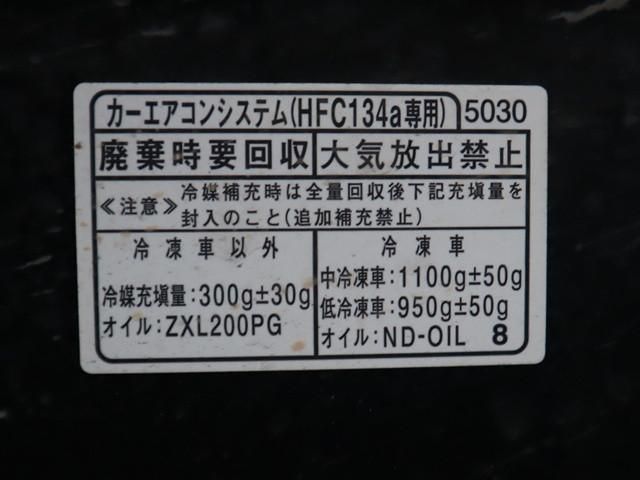 カーエアコンシステム(HFC134a専用) 5030
廃棄時要回収 大気放出禁止
≪注意≫ 冷媒補充時は全量回収後下記充填量を
封入のこと(追加補充禁止)
冷凍車以外
冷媒充填量:300g±30g
オイル:ZXL200PG
冷凍車
中冷凍車:1100g±50g
低冷凍車:950g±50g
オイル:ND-OIL 8